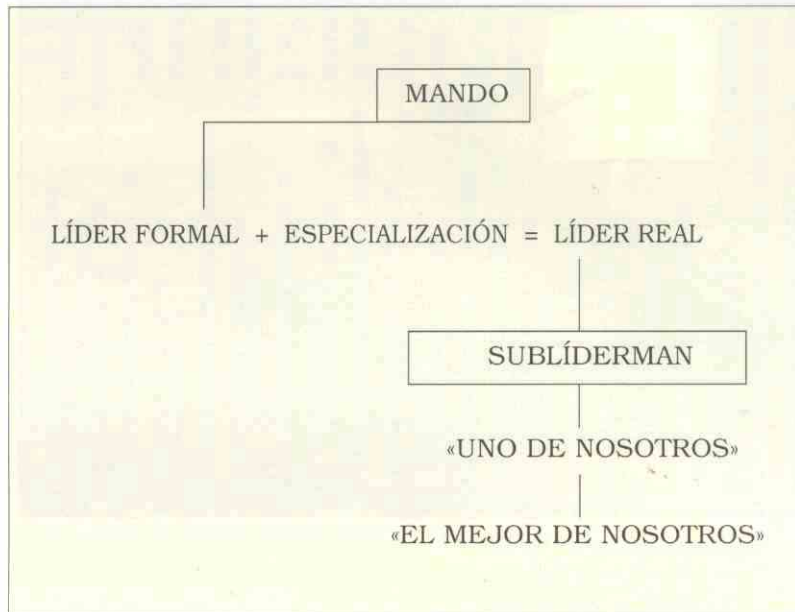 MANDO
LÍDER FORMAL + ESPECIALIZACIÓN = LÍDER REAL
SUBLÍDERMAN
«UNO DE NOSOTROS»
«EL MEJOR DE NOSOTROS»